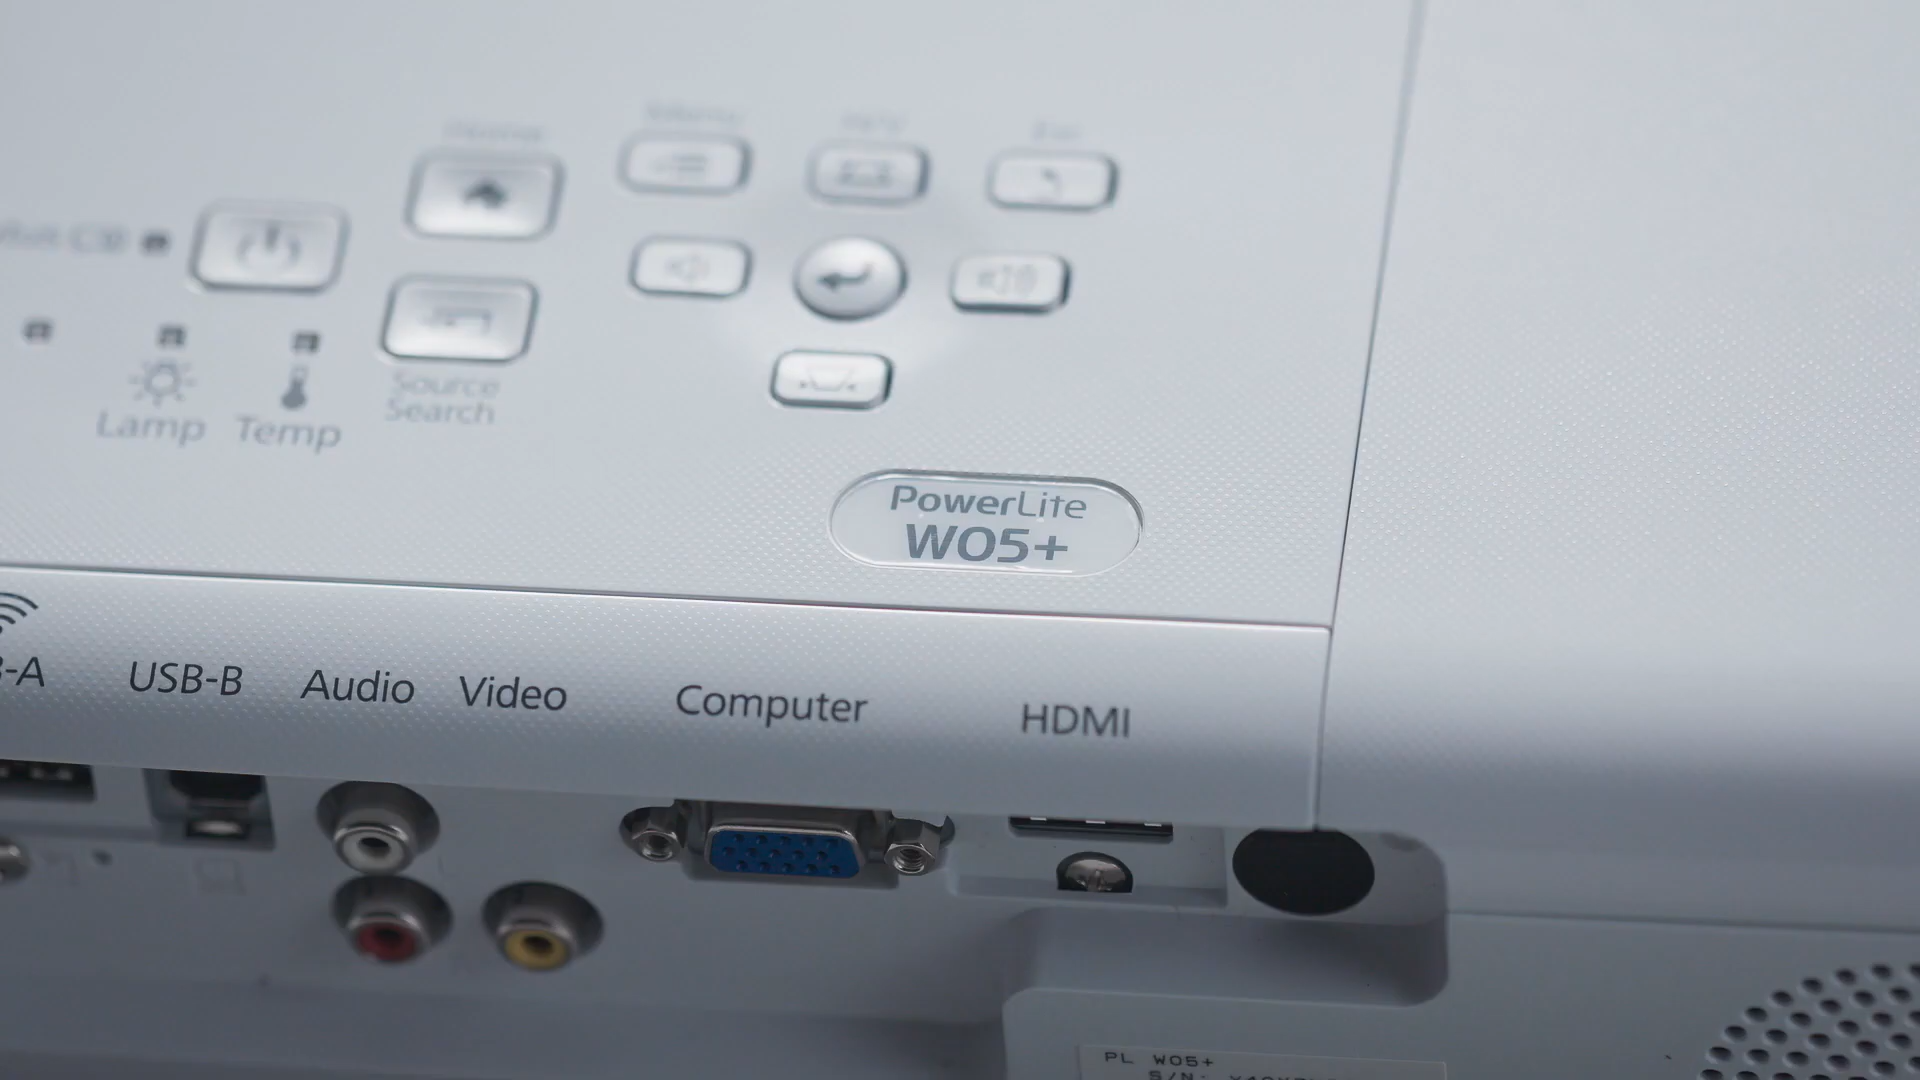 Source
Search
Lamp
Temp
PowerLite
W05+
-A
USB-B
Audio
Video
Computer
HDMI
PL W05+
S/N: